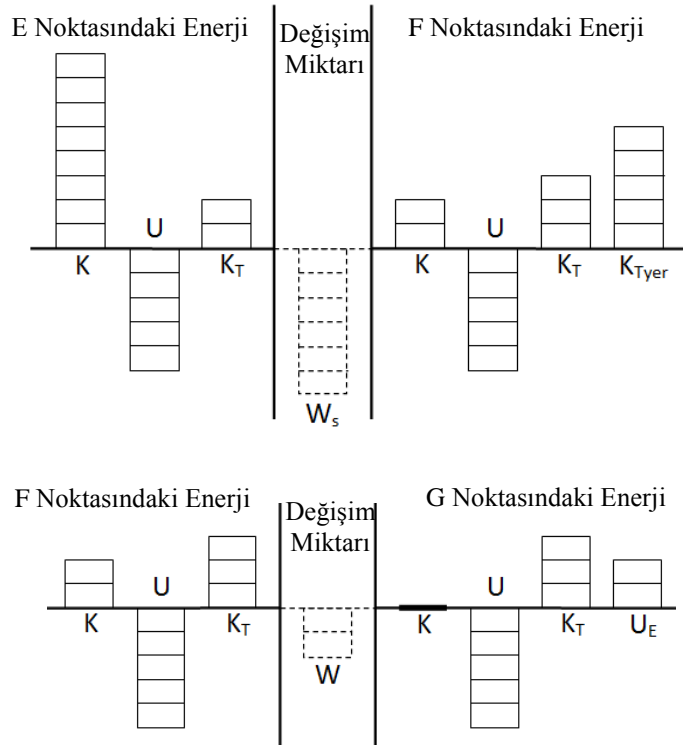 E Noktasındaki Enerji
Değişim
Miktarı
F Noktasındaki Enerji
U
K
K_T
W_s
U
K
K_T
K_Tyer
F Noktasındaki Enerji
Değişim
Miktarı
G Noktasındaki Enerji
U
K
K_T
W
U
K
K_T
U_E